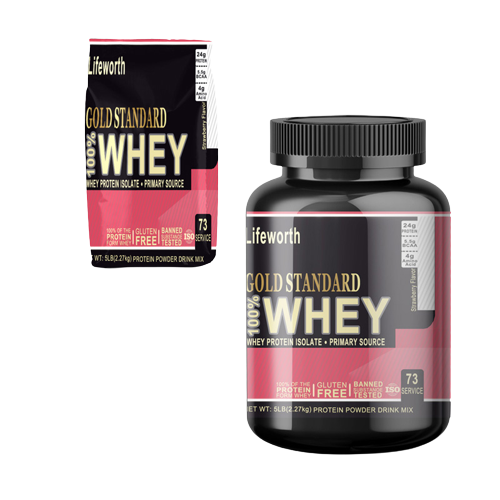 Lifeworth
24g
PROTEIN
5.5g
BCAA
4g
Amino Acid
Strawberry Flavor
GOLD STANDARD
100% WHEY
WHEY PROTEIN ISOLATE • PRIMARY SOURCE
100% OF THE
PROTEIN
FORM WHEY
GLUTEN
FREE
BANNED
SUBSTANCE
TESTED
ISO
73
SERVICE
WT: 5LB(2.27kg) PROTEIN POWDER DRINK MIX
Lifeworth
24g
PROTEIN
5.5g
BCAA
4g
Amino Acid
Strawberry Flavor
GOLD STANDARD
100% WHEY
WHEY PROTEIN ISOLATE • PRIMARY SOURCE
100% OF THE
PROTEIN
FORM WHEY
GLUTEN
FREE
BANNED
SUBSTANCE
TESTED
ISO
73
SERVICE
NET WT: 5LB(2.27kg) PROTEIN POWDER DRINK MIX